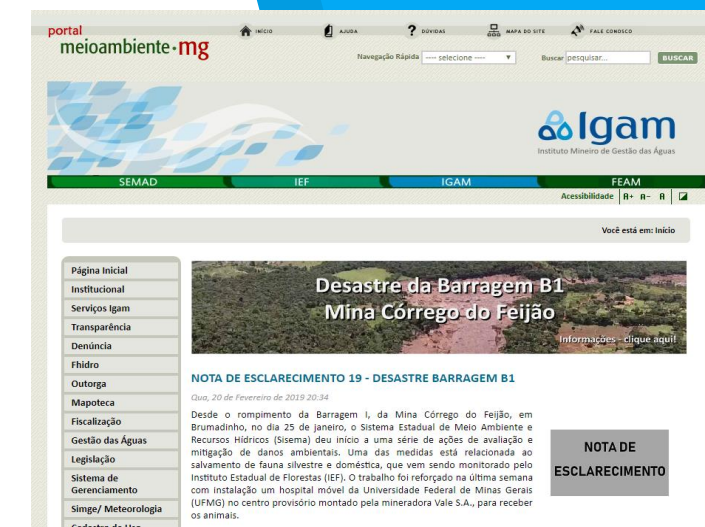 portal
meioambiente·mg
INÍCIO
AJUDA
? DÚVIDAS
MAPA DO SITE
FALE CONOSCO
Navegação Rápida ---- selecione ----
Buscar pesquisar...
BUSCAR
Igam
Instituto Mineiro de Gestão das Águas
SEMAD
IEF
IGAM
FEAM
Acessibilidade A+ A- A
Você está em: Início
Página Inicial
Institucional
Serviços Igam
Transparência
Denúncia
Fhidro
Outorga
Mapoteca
Fiscalização
Gestão das Águas
Legislação
Sistema de
Gerenciamento
Simge/ Meteorologia
Cadastro de Uso
Desastre da Barragem B1
Mina Córrego do Feijão
Informações - clique aqui!
NOTA DE ESCLARECIMENTO 19 - DESASTRE BARRAGEM B1
Qua, 20 de Fevereiro de 2019 20:34
Desde o rompimento da Barragem I, da Mina Córrego do Feijão, em
Brumadinho, no dia 25 de janeiro, o Sistema Estadual de Meio Ambiente e
Recursos Hídricos (Sisema) deu início a uma série de ações de avaliação e
mitigação de danos ambientais. Uma das medidas está relacionada ao
salvamento de fauna silvestre e doméstica, que vem sendo monitorado pelo
Instituto Estadual de Florestas (IEF). O trabalho foi reforçado na última semana
com instalação um hospital móvel da Universidade Federal de Minas Gerais
(UFMG) no centro provisório montado pela mineradora Vale S.A., para receber
os animais.
NOTA DE
ESCLARECIMENTO